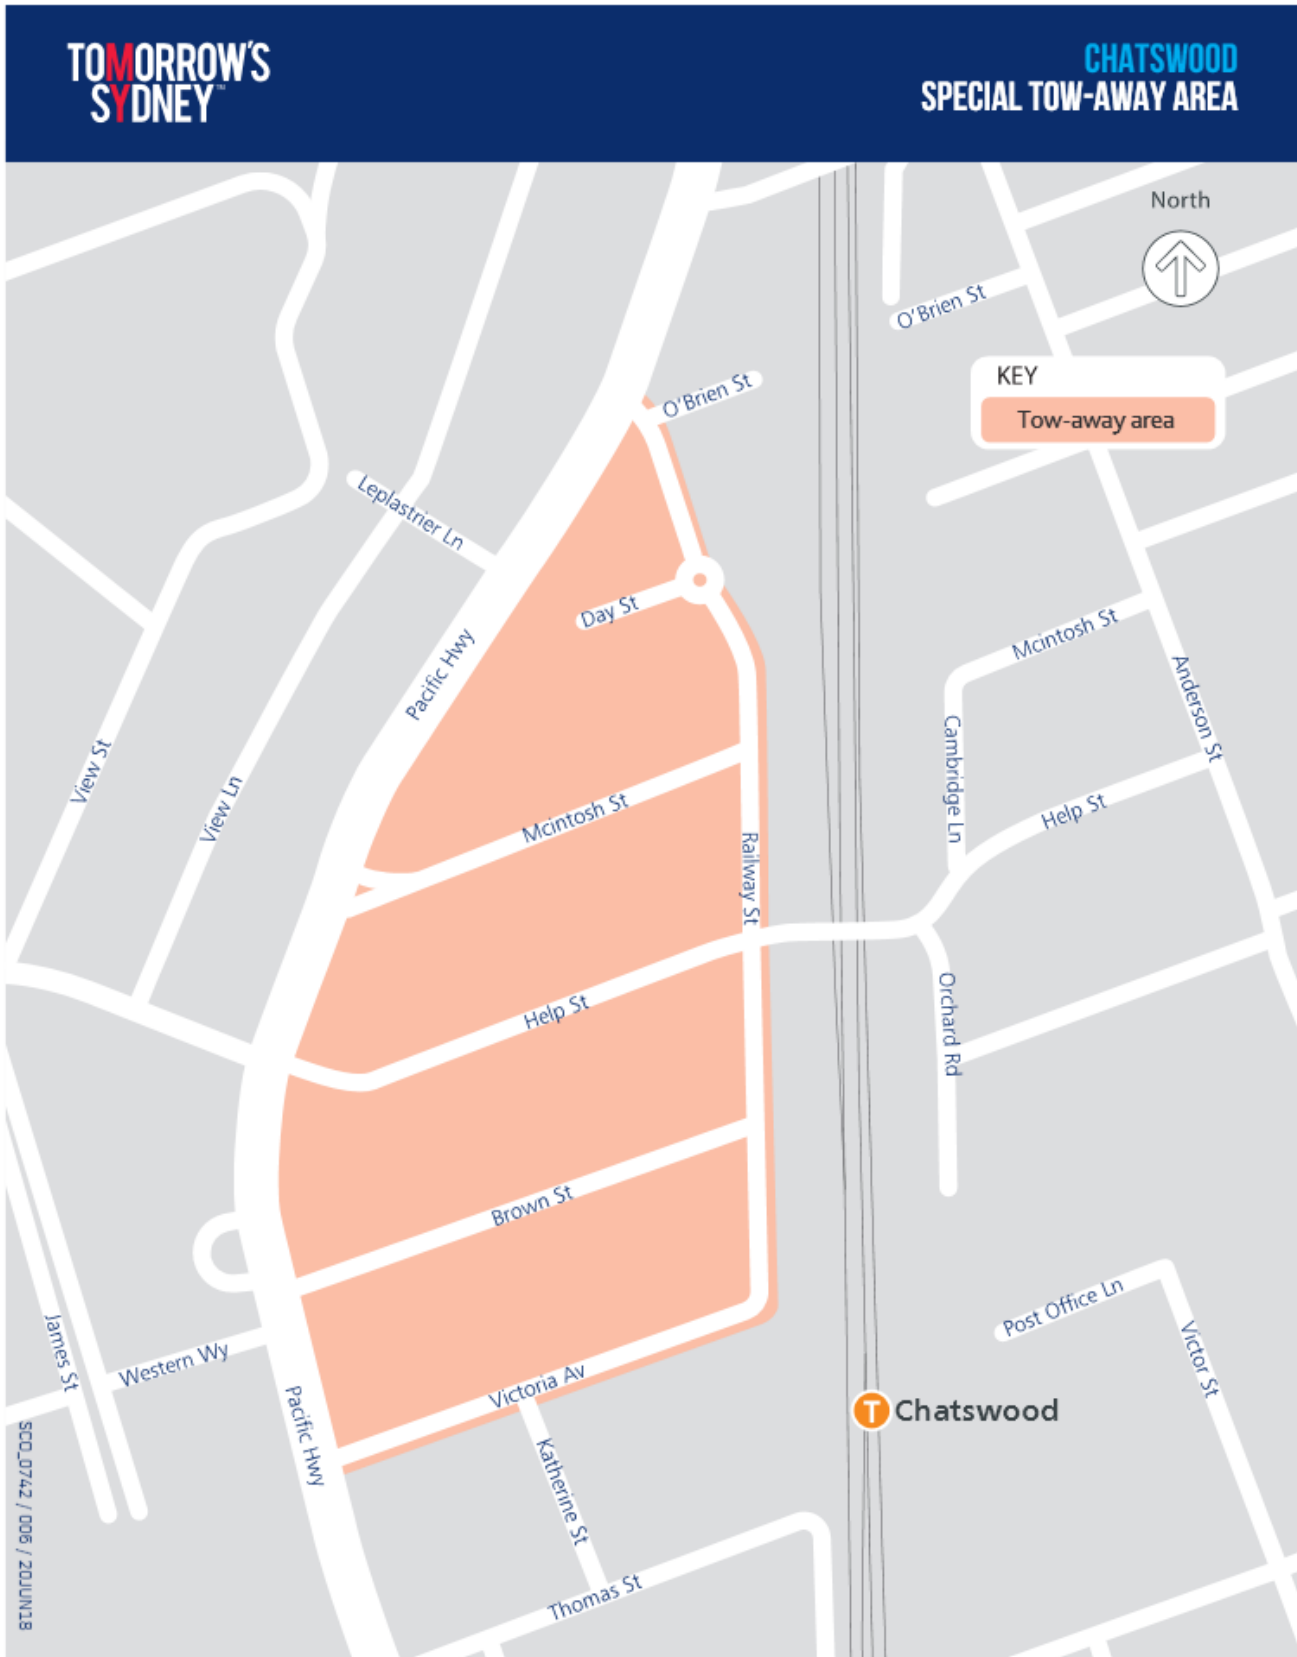 TOMORROW'S
SYDNEY™
CHATSWOOD
SPECIAL TOW-AWAY AREA
North
O'Brien St
KEY
Tow-away area
O'Brien St
Leplastrier Ln
Day St
Mcintosh St
Pacific Hwy
Anderson St
Cambridge Ln
View St
View Ln
Mcintosh St
Help St
Railway St
Help St
Orchard Rd
Brown St
Post Office Ln
James St
Western Wy
Victor St
Victoria Av
Pacific Hwy
T Chatswood
Katherine St
Thomas St
SCO_0742 / 006 / 20JUN18